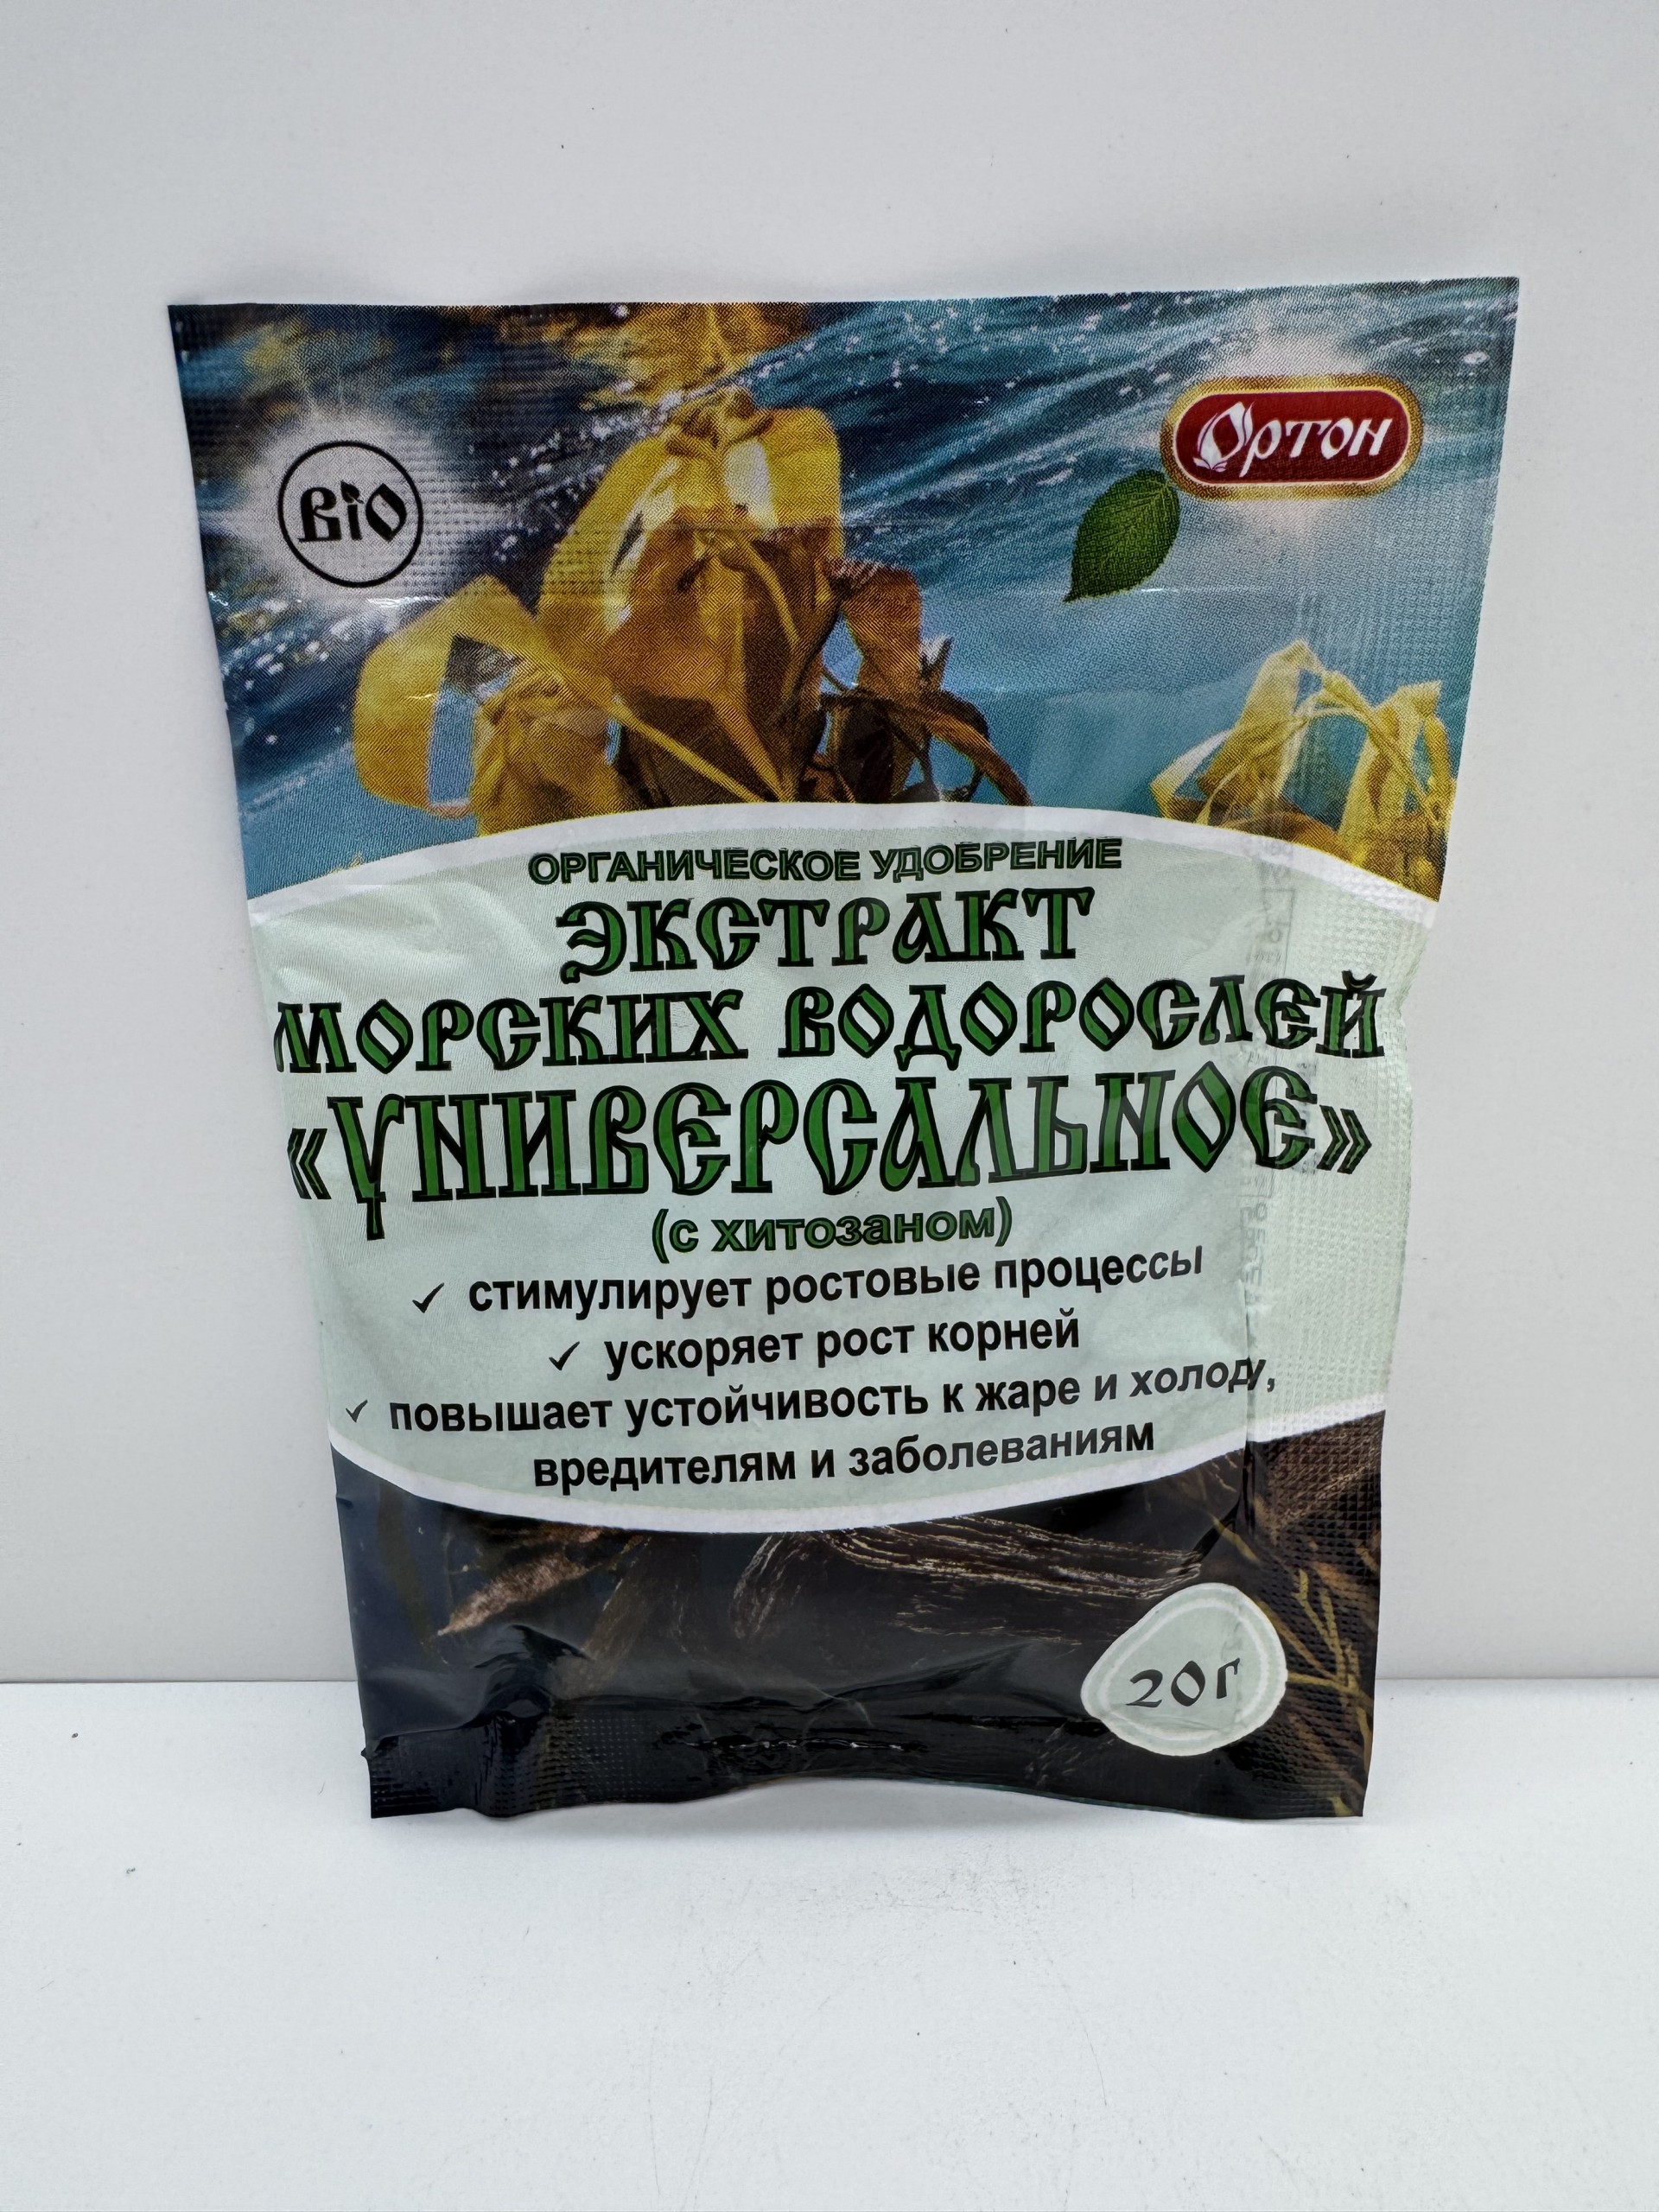 BiO
Ортон
ОРГАНИЧЕСКОЕ УДОБРЕНИЕ
ЭКСТРАКТ
МОРСКИХ ВОДОРОСЛЕЙ
«УНИВЕРСАЛЬНОЕ»
(с хитозаном)
✓ стимулирует ростовые процессы
✓ ускоряет рост корней
✓ повышает устойчивость к жаре и холоду,
вредителям и заболеваниям
20г